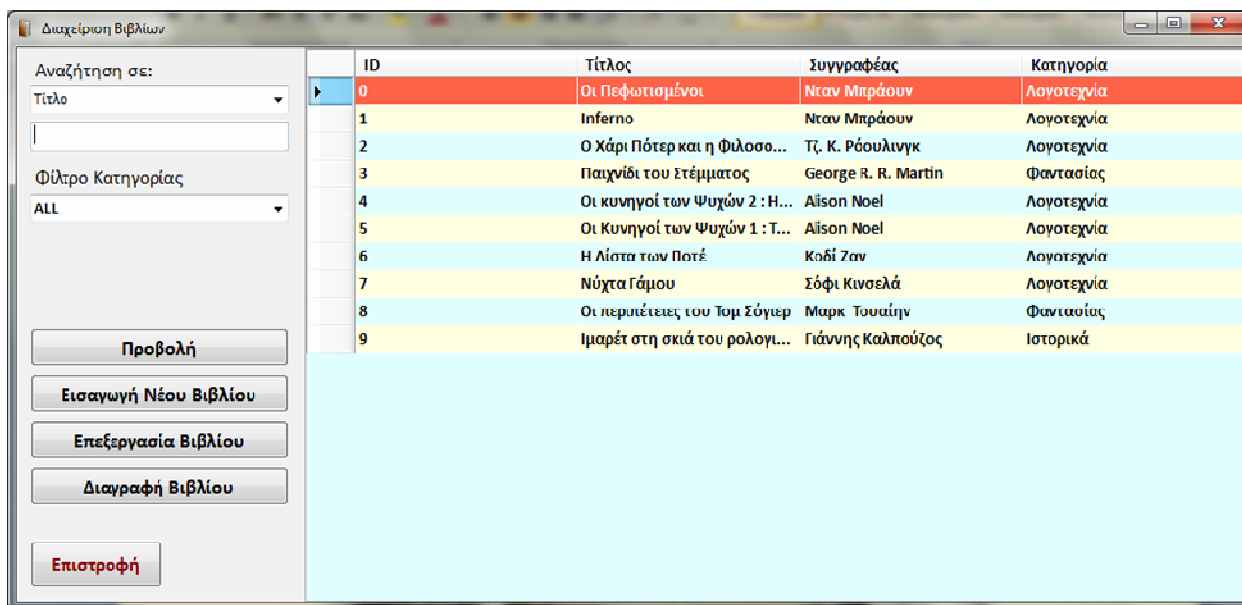 Διαχείριση Βιβλίων
Αναζήτηση σε:
Τίτλο
Φίλτρο Κατηγορίας
ALL
Προβολή
Εισαγωγή Νέου Βιβλίου
Επεξεργασία Βιβλίου
Διαγραφή Βιβλίου
Επιστροφή
ID Τίτλος Συγγραφέας Κατηγορία
0 Οι Πεφωτισμένοι Νταν Μπράουν Λογοτεχνία
1 Inferno Νταν Μπράουν Λογοτεχνία
2 Ο Χάρι Πότερ και η Φιλοσο... Τζ. Κ. Ρόουλινγκ Λογοτεχνία
3 Παιχνίδι του Στέμματος George R. R. Martin Φαντασίας
4 Οι κυνηγοί των Ψυχών 2 : Η... Alison Noel Λογοτεχνία
5 Οι Κυνηγοί των Ψυχών 1 : Τ... Alison Noel Λογοτεχνία
6 Η Λίστα των Ποτέ Κοδί Ζαν Λογοτεχνία
7 Νύχτα Γάμου Σόφι Κινσελά Λογοτεχνία
8 Οι περιπέτειες του Τομ Σόγιερ Μαρκ Τουαίην Φαντασίας
9 Ιμαρέτ στη σκιά του ρολογι... Γιάννης Καλπούζος Ιστορικά